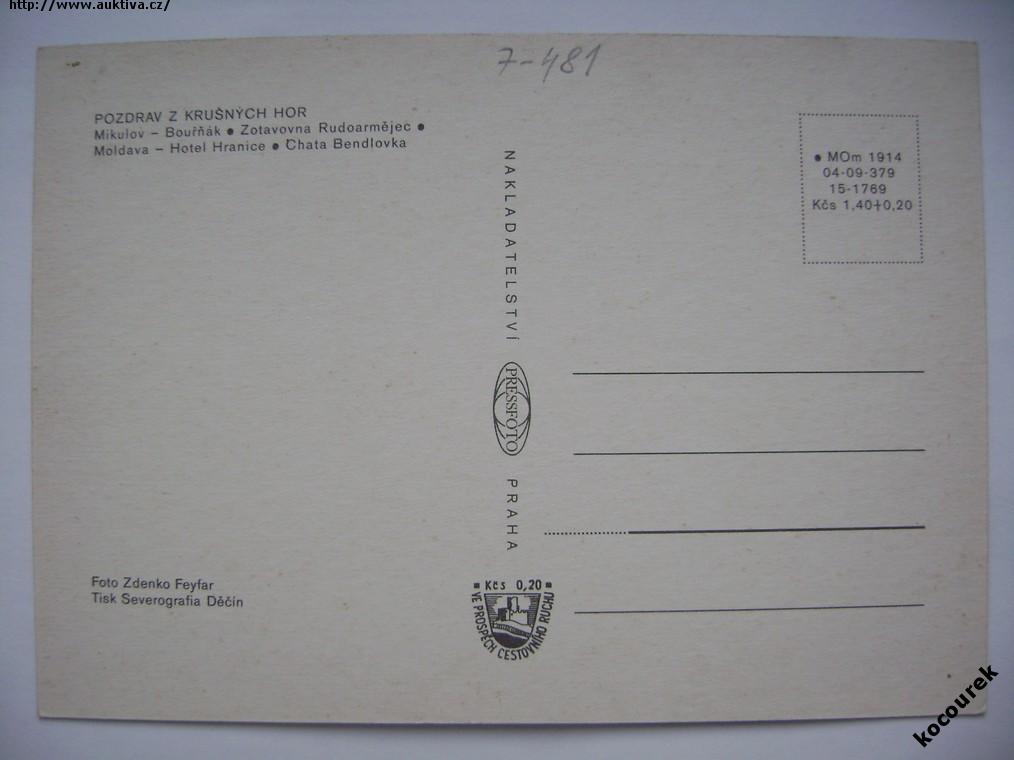 http://www.auktiva.cz/
7-481
POZDRAV Z KRUŠNÝCH HOR
Mikulov – Bouřňák ● Zotavovna Rudoarmějec ●
Moldava – Hotel Hranice ● Chata Bendlovka
● MOm 1914
04-09-379
15-1769
Kčs 1,40+0,20
NAKLADATELSTVÍ
PRESSFOTO
PRAHA
Foto Zdenko Feyfar
Tisk Severografia Děčín
▪ Kčs 0,20 ▪
VE PROSPĚCH CESTOVNÍHO RUCHU
kocourek